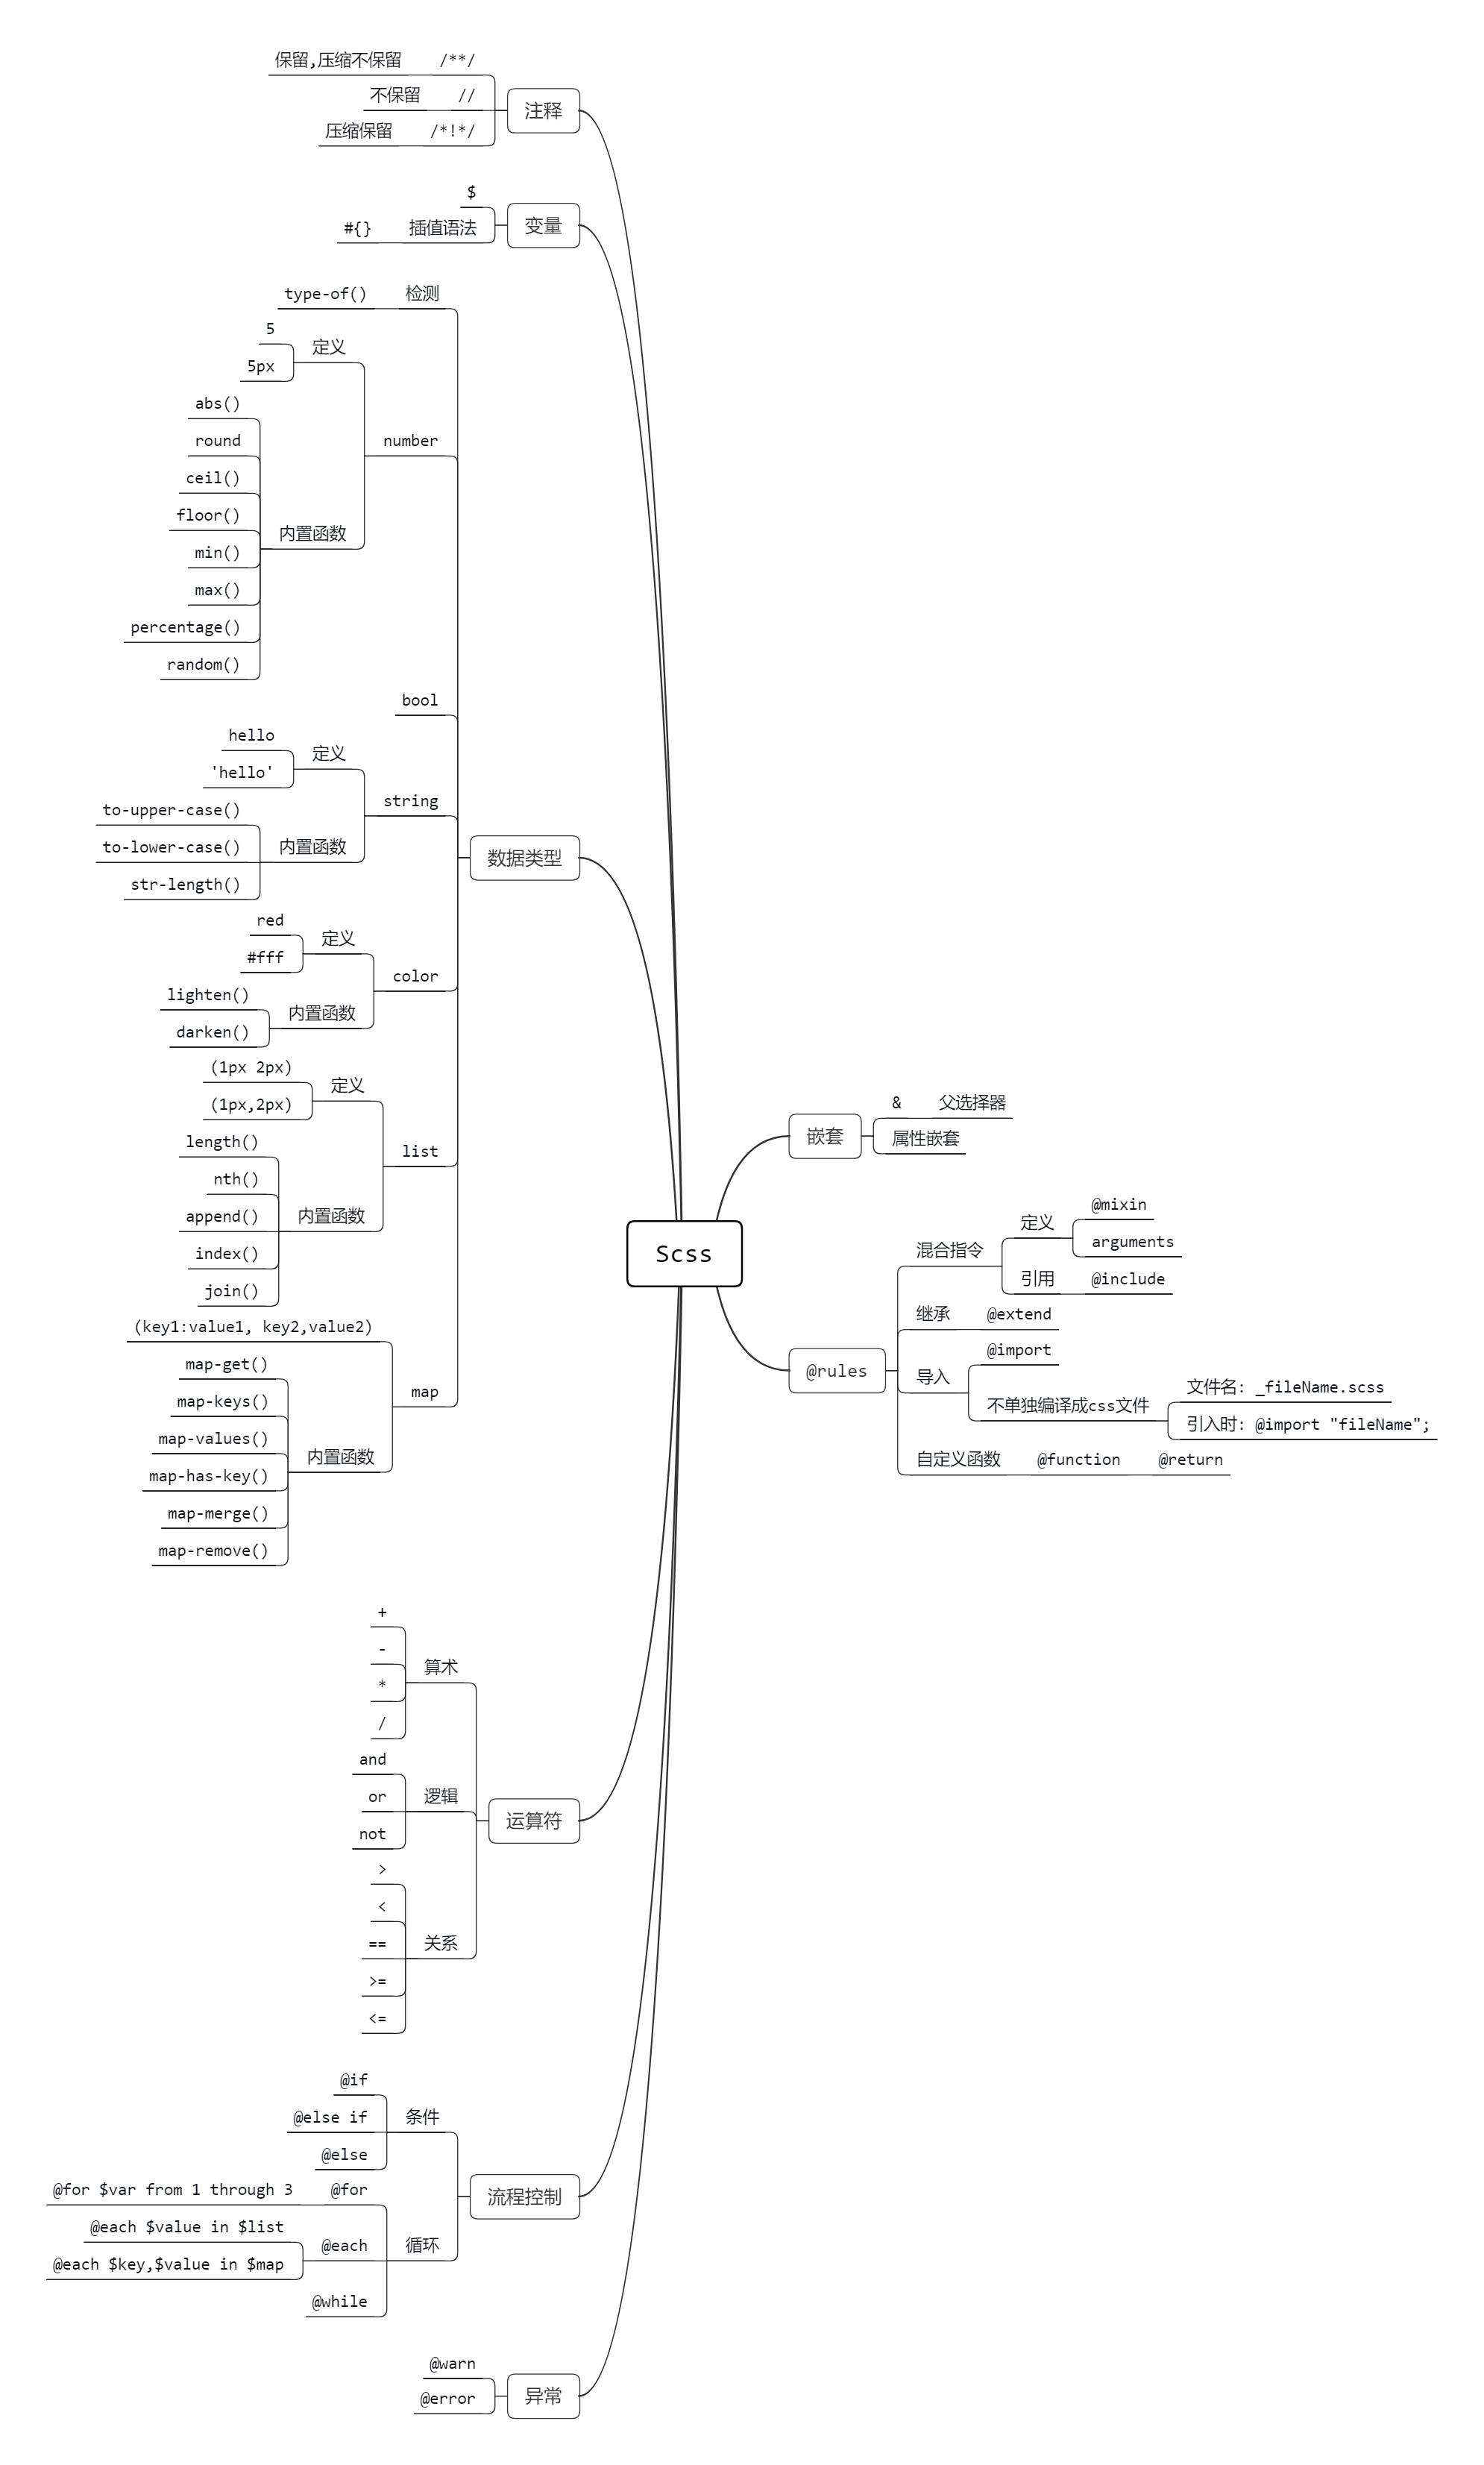 保留,压缩不保留 /**/
不保留 //
注释
压缩保留 /*!*/
$
变量
#{} 插值语法
type-of() 检测
5
定义
5px
abs()
round
number
ceil()
floor()
内置函数
min()
max()
percentage()
random()
bool
hello
定义
'hello'
string
to-upper-case()
to-lower-case() 内置函数
数据类型
str-length()
red
定义
#fff
color
lighten()
内置函数
darken()
(1px 2px)
定义
(1px,2px)
length()
list
nth()
append() 内置函数
index()
join()
(key1:value1, key2,value2)
map-get()
map
map-keys()
map-values()
内置函数
map-has-key()
map-merge()
map-remove()
+
-
算术
*
/
and
or 逻辑
运算符
not
>
<
== 关系
>=
<=
@if
@else if 条件
@else
流程控制
@for $var from 1 through 3 @for
@each $value in $list
@each 循环
@each $key,$value in $map
@while
@warn
异常
@error
Scss
& 父选择器
嵌套
属性嵌套
@mixin
定义
arguments
混合指令
引用 @include
继承 @extend
@import
@rules
导入
文件名: _fileName.scss
不单独编译成css文件
引入时: @import "fileName";
自定义函数 @function @return